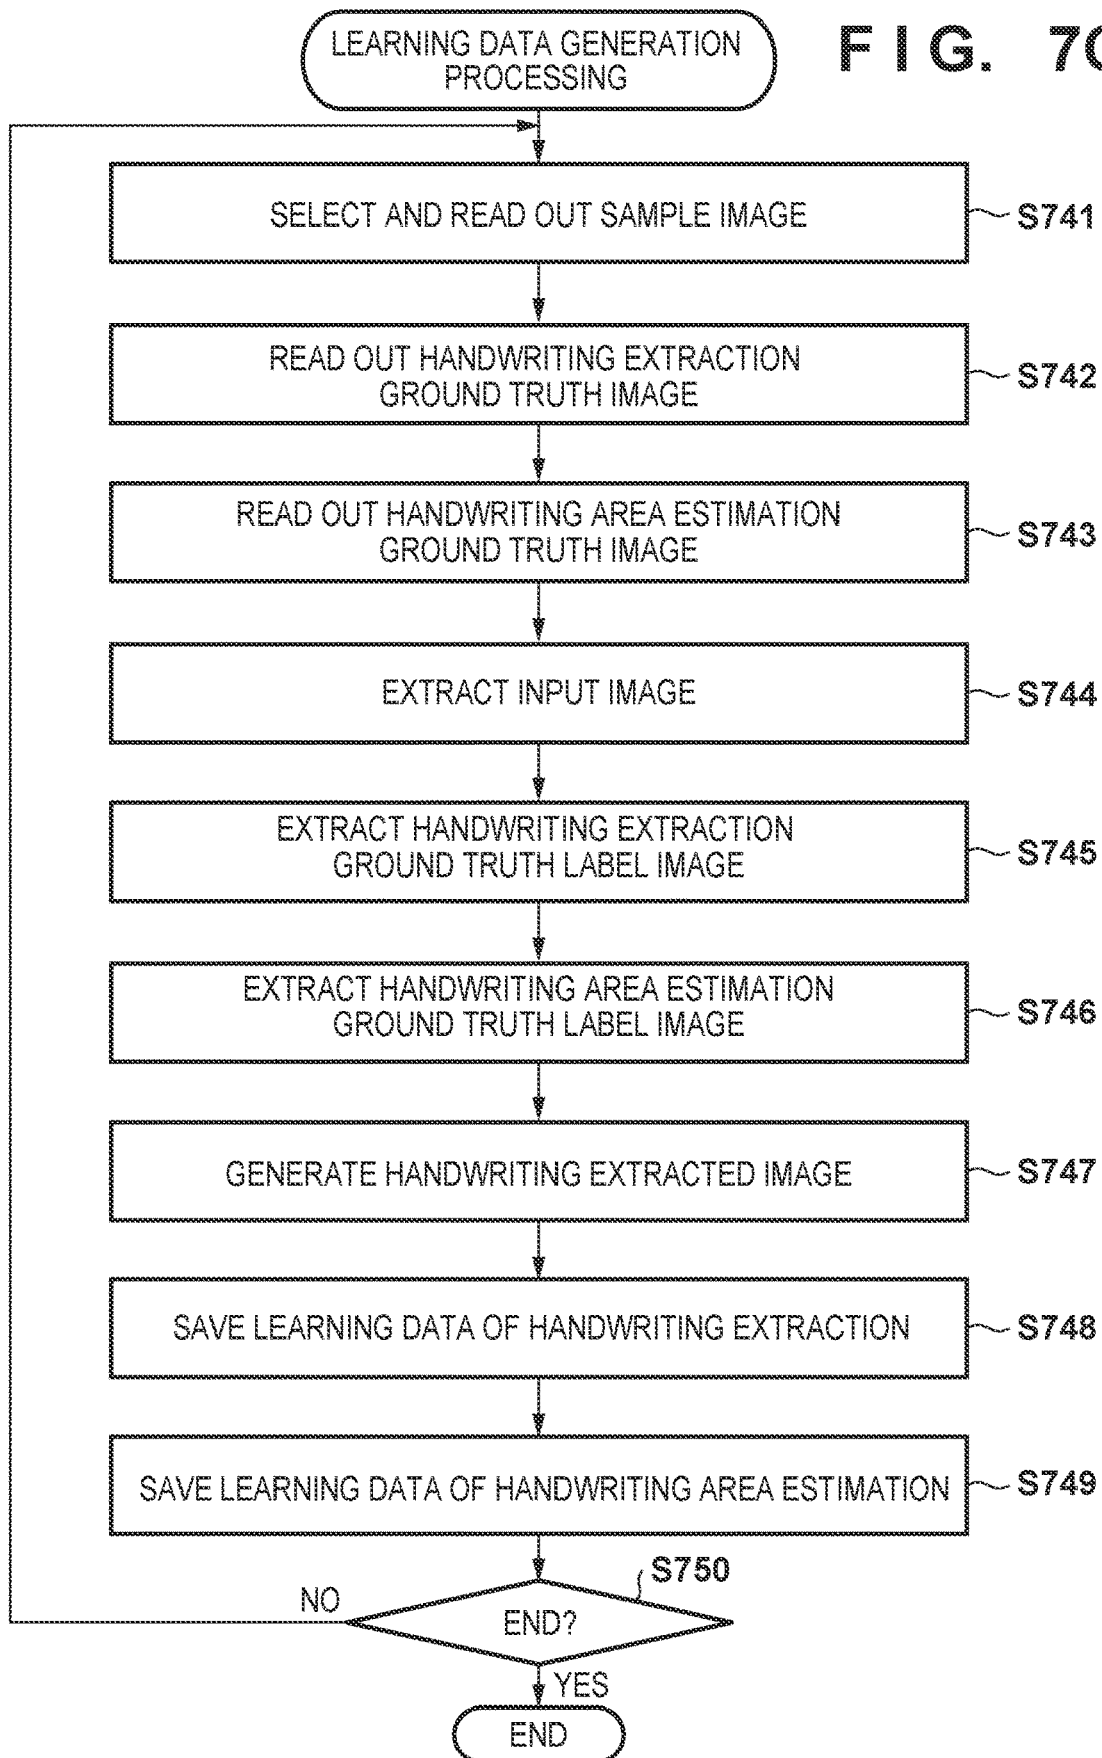 LEARNING DATA GENERATION
PROCESSING
FIG. 7C
SELECT AND READ OUT SAMPLE IMAGE
S741
READ OUT HANDWRITING EXTRACTION
GROUND TRUTH IMAGE
S742
READ OUT HANDWRITING AREA ESTIMATION
GROUND TRUTH IMAGE
S743
EXTRACT INPUT IMAGE
S744
EXTRACT HANDWRITING EXTRACTION
GROUND TRUTH LABEL IMAGE
S745
EXTRACT HANDWRITING AREA ESTIMATION
GROUND TRUTH LABEL IMAGE
S746
GENERATE HANDWRITING EXTRACTED IMAGE
S747
SAVE LEARNING DATA OF HANDWRITING EXTRACTION
S748
SAVE LEARNING DATA OF HANDWRITING AREA ESTIMATION
S749
S750
NO
END?
YES
END